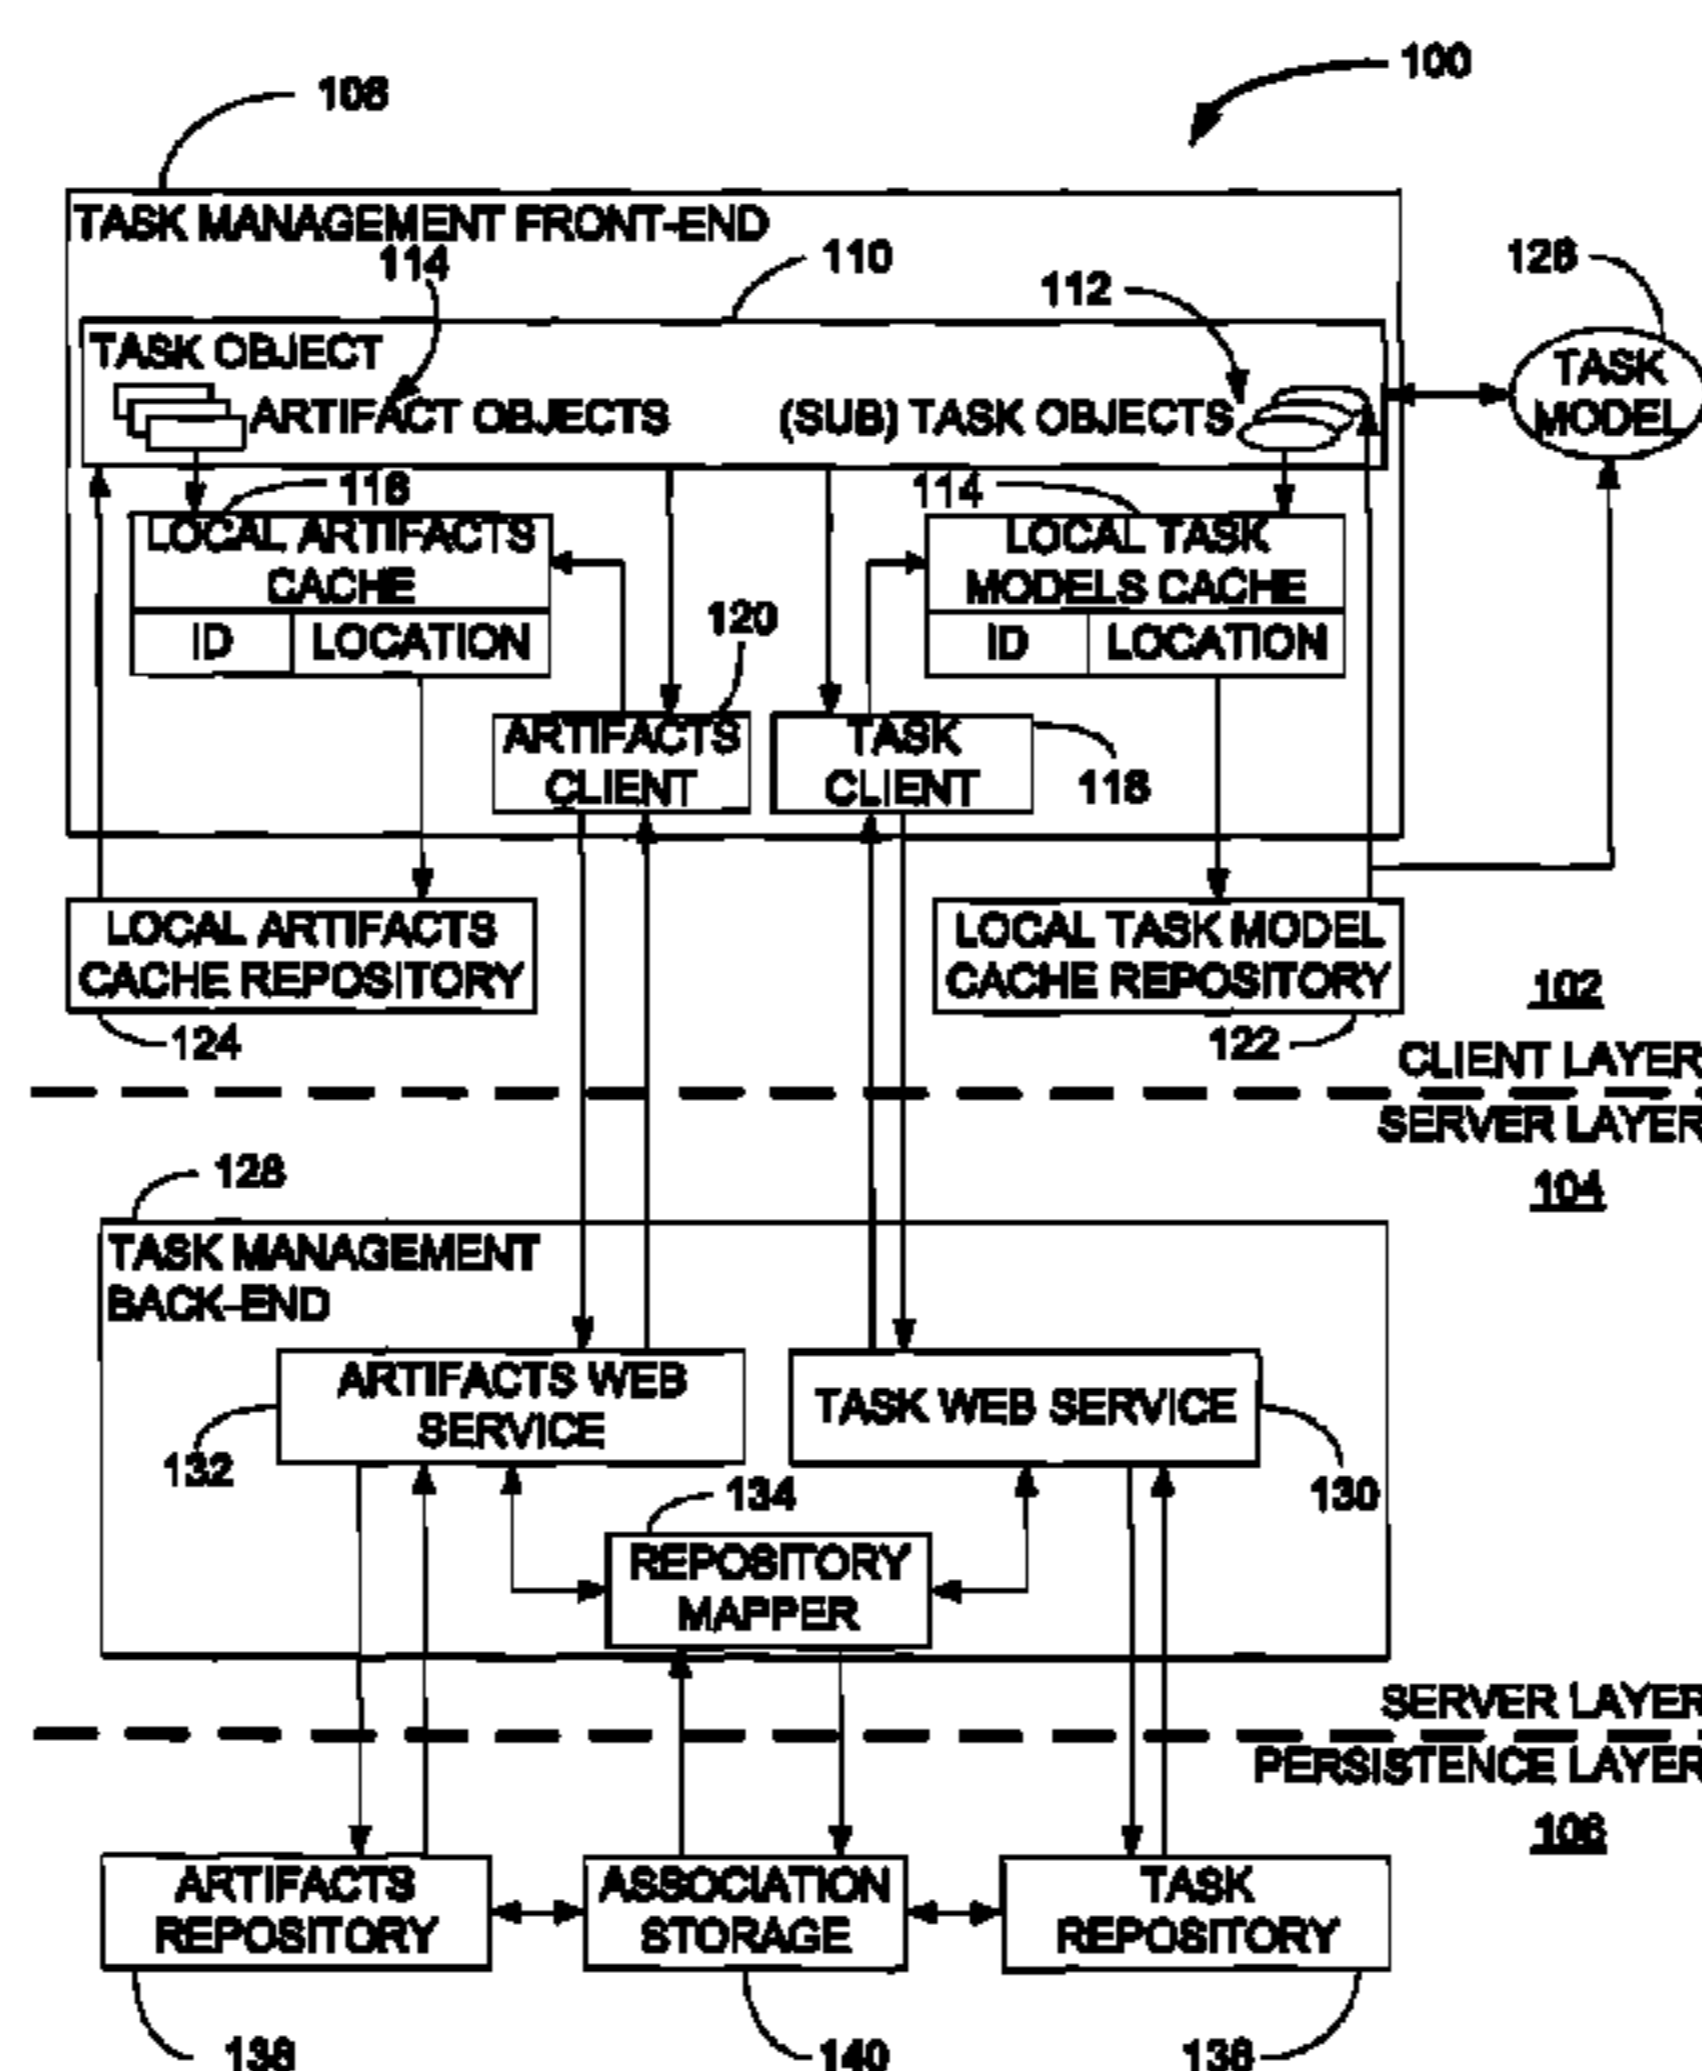 100
108
TASK MANAGEMENT FRONT-END
114
110
112
126
TASK OBJECT
ARTIFACT OBJECTS
(SUB) TASK OBJECTS
TASK
MODEL
116
114
LOCAL ARTIFACTS
CACHE
ID
LOCATION
LOCAL TASK
MODELS CACHE
ID
LOCATION
120
ARTIFACTS
CLIENT
TASK
CLIENT
118
LOCAL ARTIFACTS
CACHE REPOSITORY
124
LOCAL TASK MODEL
CACHE REPOSITORY
122
102
CLIENT LAYER
SERVER LAYER
104
128
TASK MANAGEMENT
BACK-END
ARTIFACTS WEB
SERVICE
132
TASK WEB SERVICE
130
134
REPOSITORY
MAPPER
SERVER LAYER
PERSISTENCE LAYER
106
ARTIFACTS
REPOSITORY
ASSOCIATION
STORAGE
140
TASK
REPOSITORY